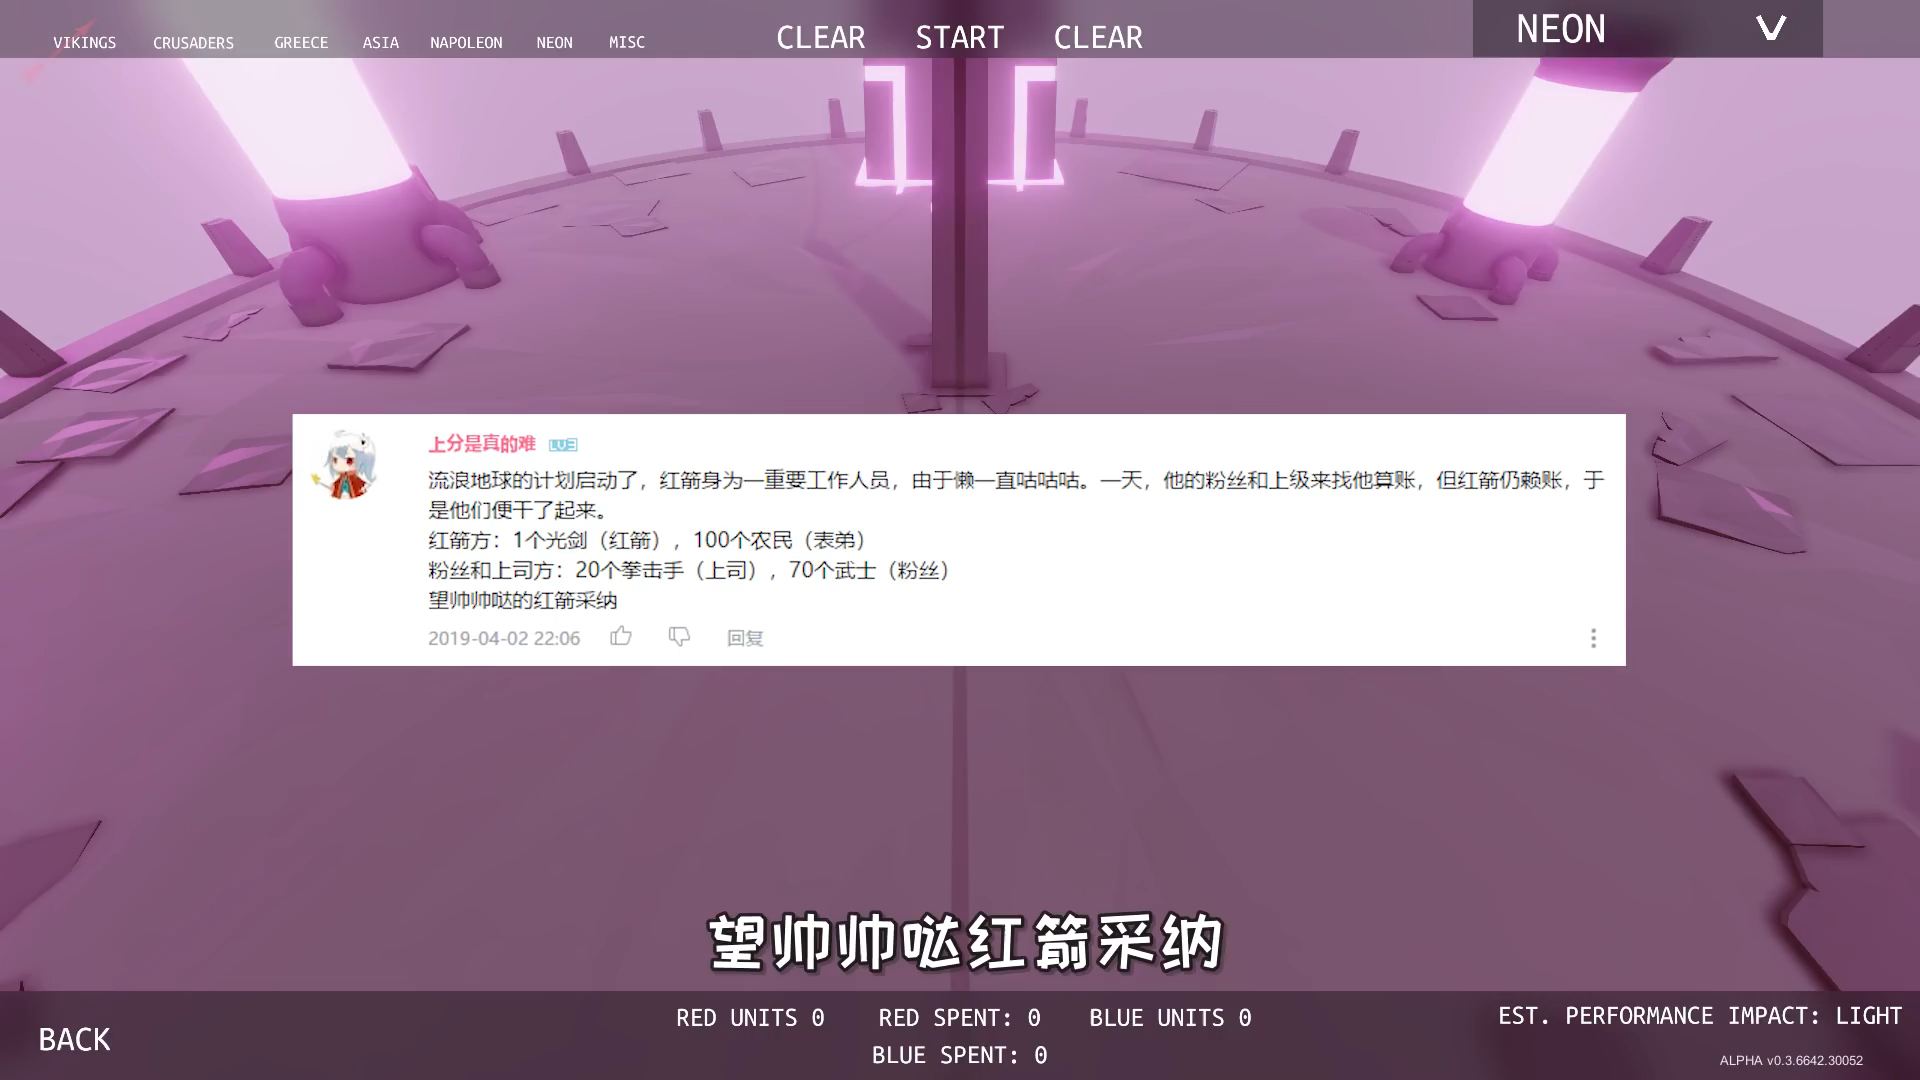 VIKINGS CRUSADERS GREECE ASIA NAPOLEON NEON MISC CLEAR START CLEAR NEON
上分是真的难 LV3
流浪地球的计划启动了，红箭身为一重要工作人员，由于懒一直咕咕咕。一天，他的粉丝和上级来找他算账，但红箭仍赖账，于
是他们便干了起来。
红箭方：1个光剑（红箭），100个农民（表弟）
粉丝和上司方：20个拳击手（上司），70个武士（粉丝）
望帅帅哒的红箭采纳
2019-04-02 22:06 回复
望帅帅哒红箭采纳
RED UNITS 0 RED SPENT: 0 BLUE UNITS 0
BLUE SPENT: 0
BACK
EST. PERFORMANCE IMPACT: LIGHT
ALPHA v0.3.6642.30052